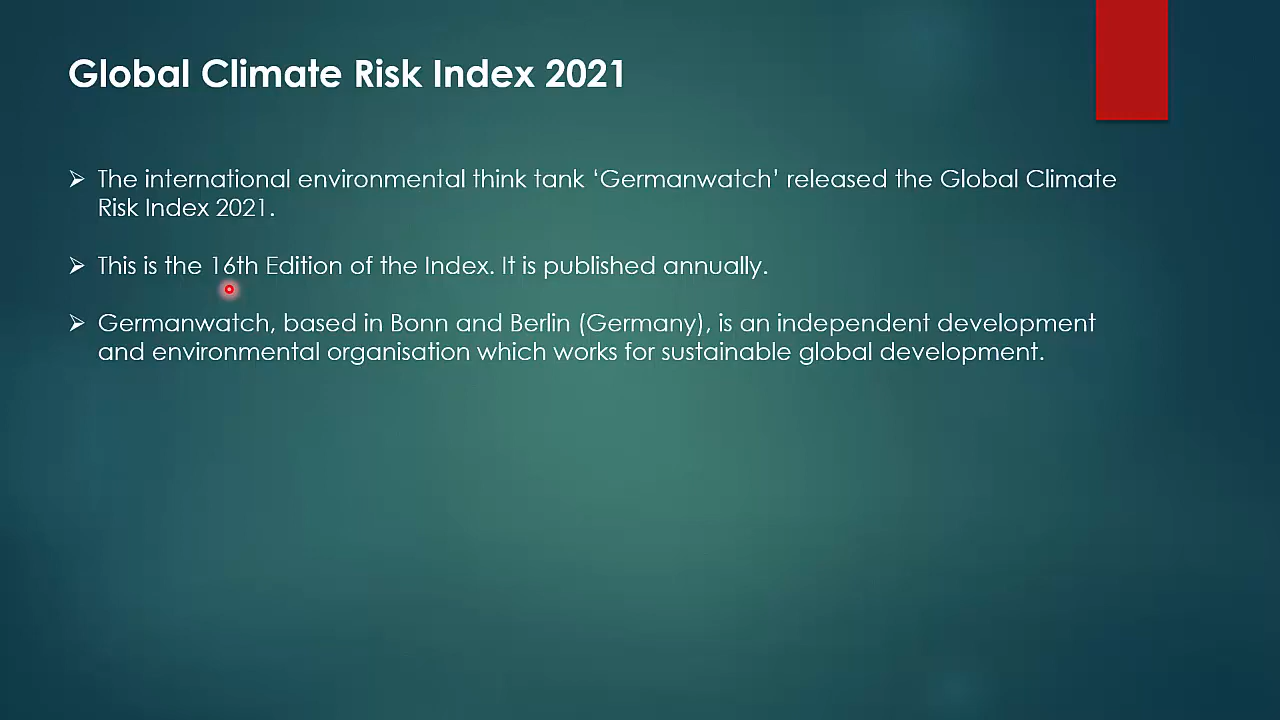 Global Climate Risk Index 2021
The international environmental think tank ‘Germanwatch’ released the Global Climate
Risk Index 2021.
This is the 16th Edition of the Index. It is published annually.
Germanwatch, based in Bonn and Berlin (Germany), is an independent development
and environmental organisation which works for sustainable global development.